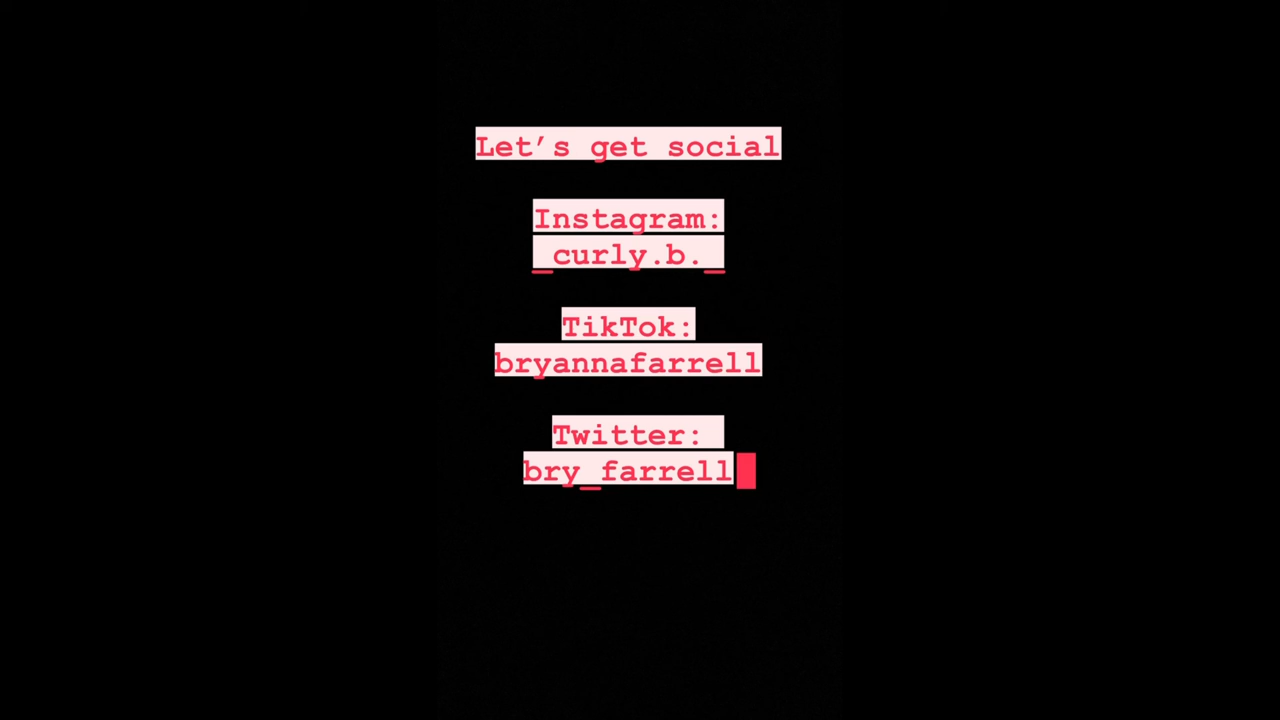 Let’s get social
Instagram:
_curly.b._
TikTok:
bryannafarrell
Twitter:
bry_farrell